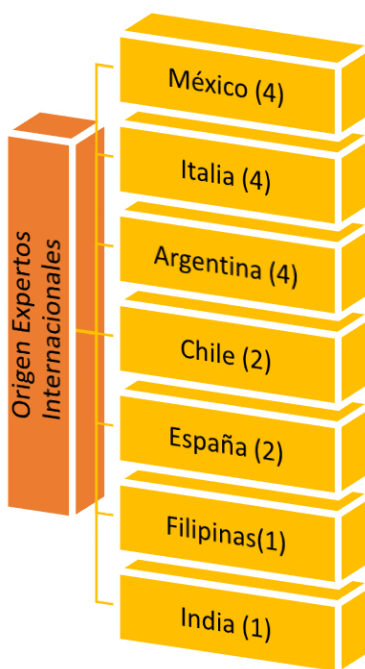 Origen Expertos
Internacionales
México (4)
Italia (4)
Argentina (4)
Chile (2)
España (2)
Filipinas(1)
India (1)